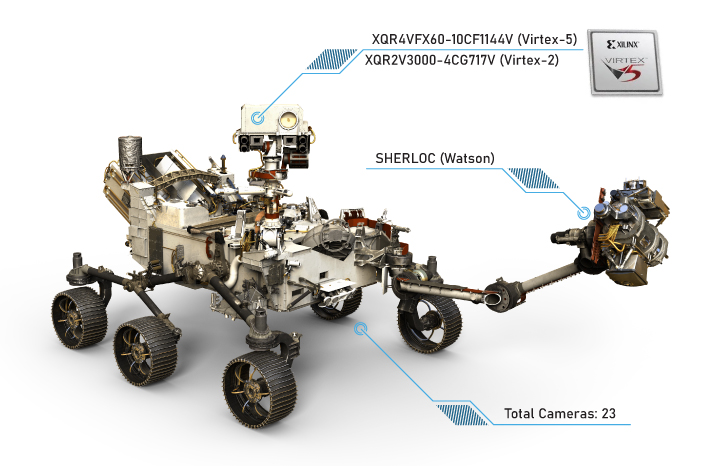 XQR4VFX60-10CF1144V (Virtex-5)
XQR2V3000-4CG717V (Virtex-2)
XILINX
VIRTEX
5
SHERLOC (Watson)
Total Cameras: 23